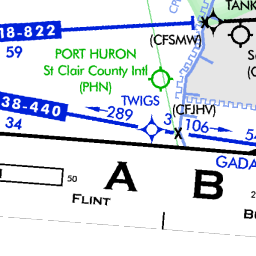 TANK
18-822
(CFSMW)
59
PORT HURON
St Clair County Intl
(PHN)
TWIGS
(CFJHV)
38-440
289
3
106
54
34
GADA
A B
50
FLINT